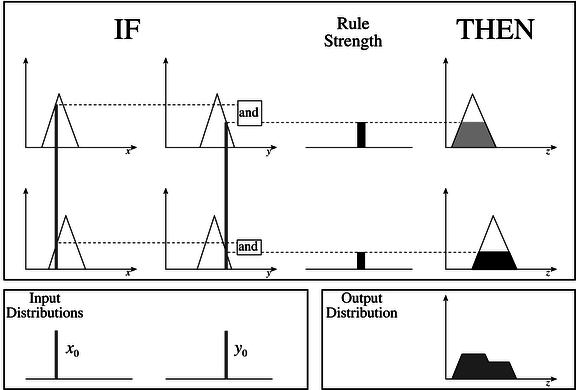 IF
Rule
Strength
THEN
and
x
y
z
and
x
y
z
Input
Distributions
x0
y0
Output
Distribution
z